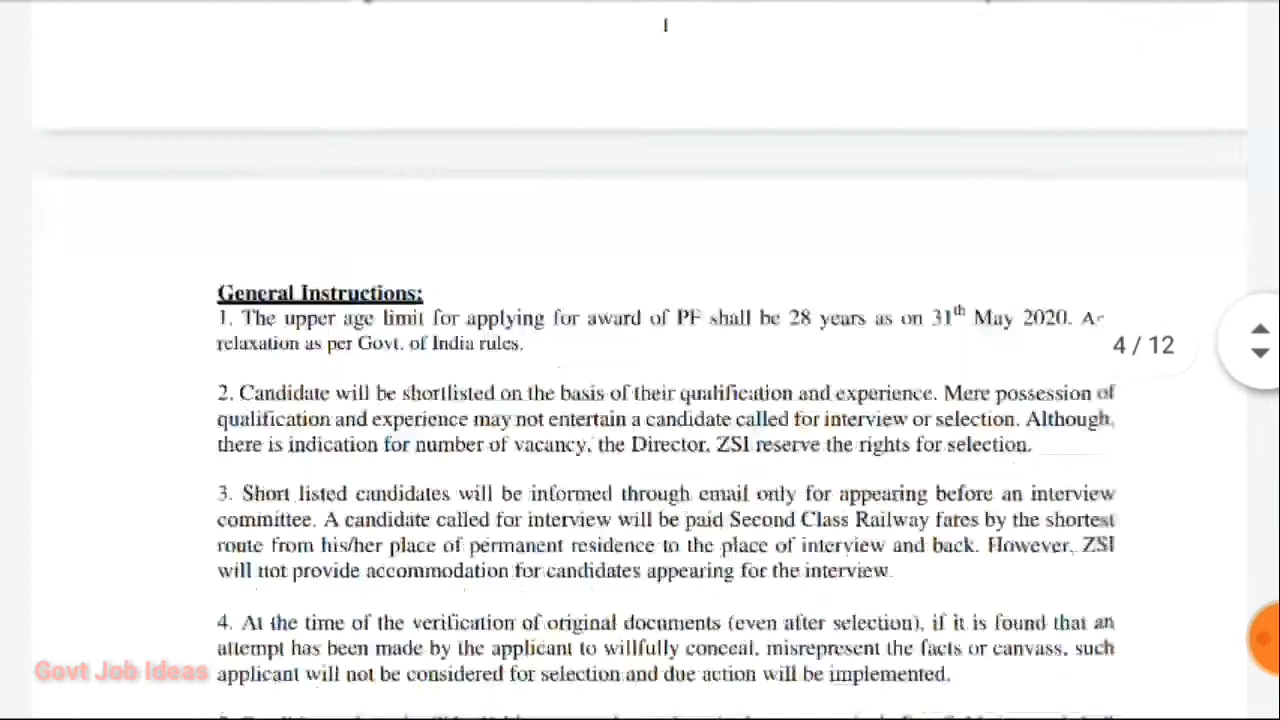 General Instructions:
1. The upper age limit for applying for award of PF shall be 28 years as on 31th May 2020.
relaxation as per Govt. of India rules.
4 / 12
2. Candidate will be shortlisted on the basis of their qualification and experience. Mere possession of
qualification and experience may not entertain a candidate called for interview or selection. Although,
there is indication for number of vacancy, the Director, ZSI reserve the rights for selection.
3. Short listed candidates will be informed through email only for appearing before an interview
committee. A candidate called for interview will be paid Second Class Railway fares by the shortest
route from his/her place of permanent residence to the place of interview and back. However, ZSI
will not provide accommodation for candidates appearing for the interview.
4. At the time of the verification of original documents (even after selection), if it is found that an
attempt has been made by the applicant to willfully conceal, misrepresent the facts or canvass, such
Govt Job Ideas
applicant will not be considered for selection and due action will be implemented.